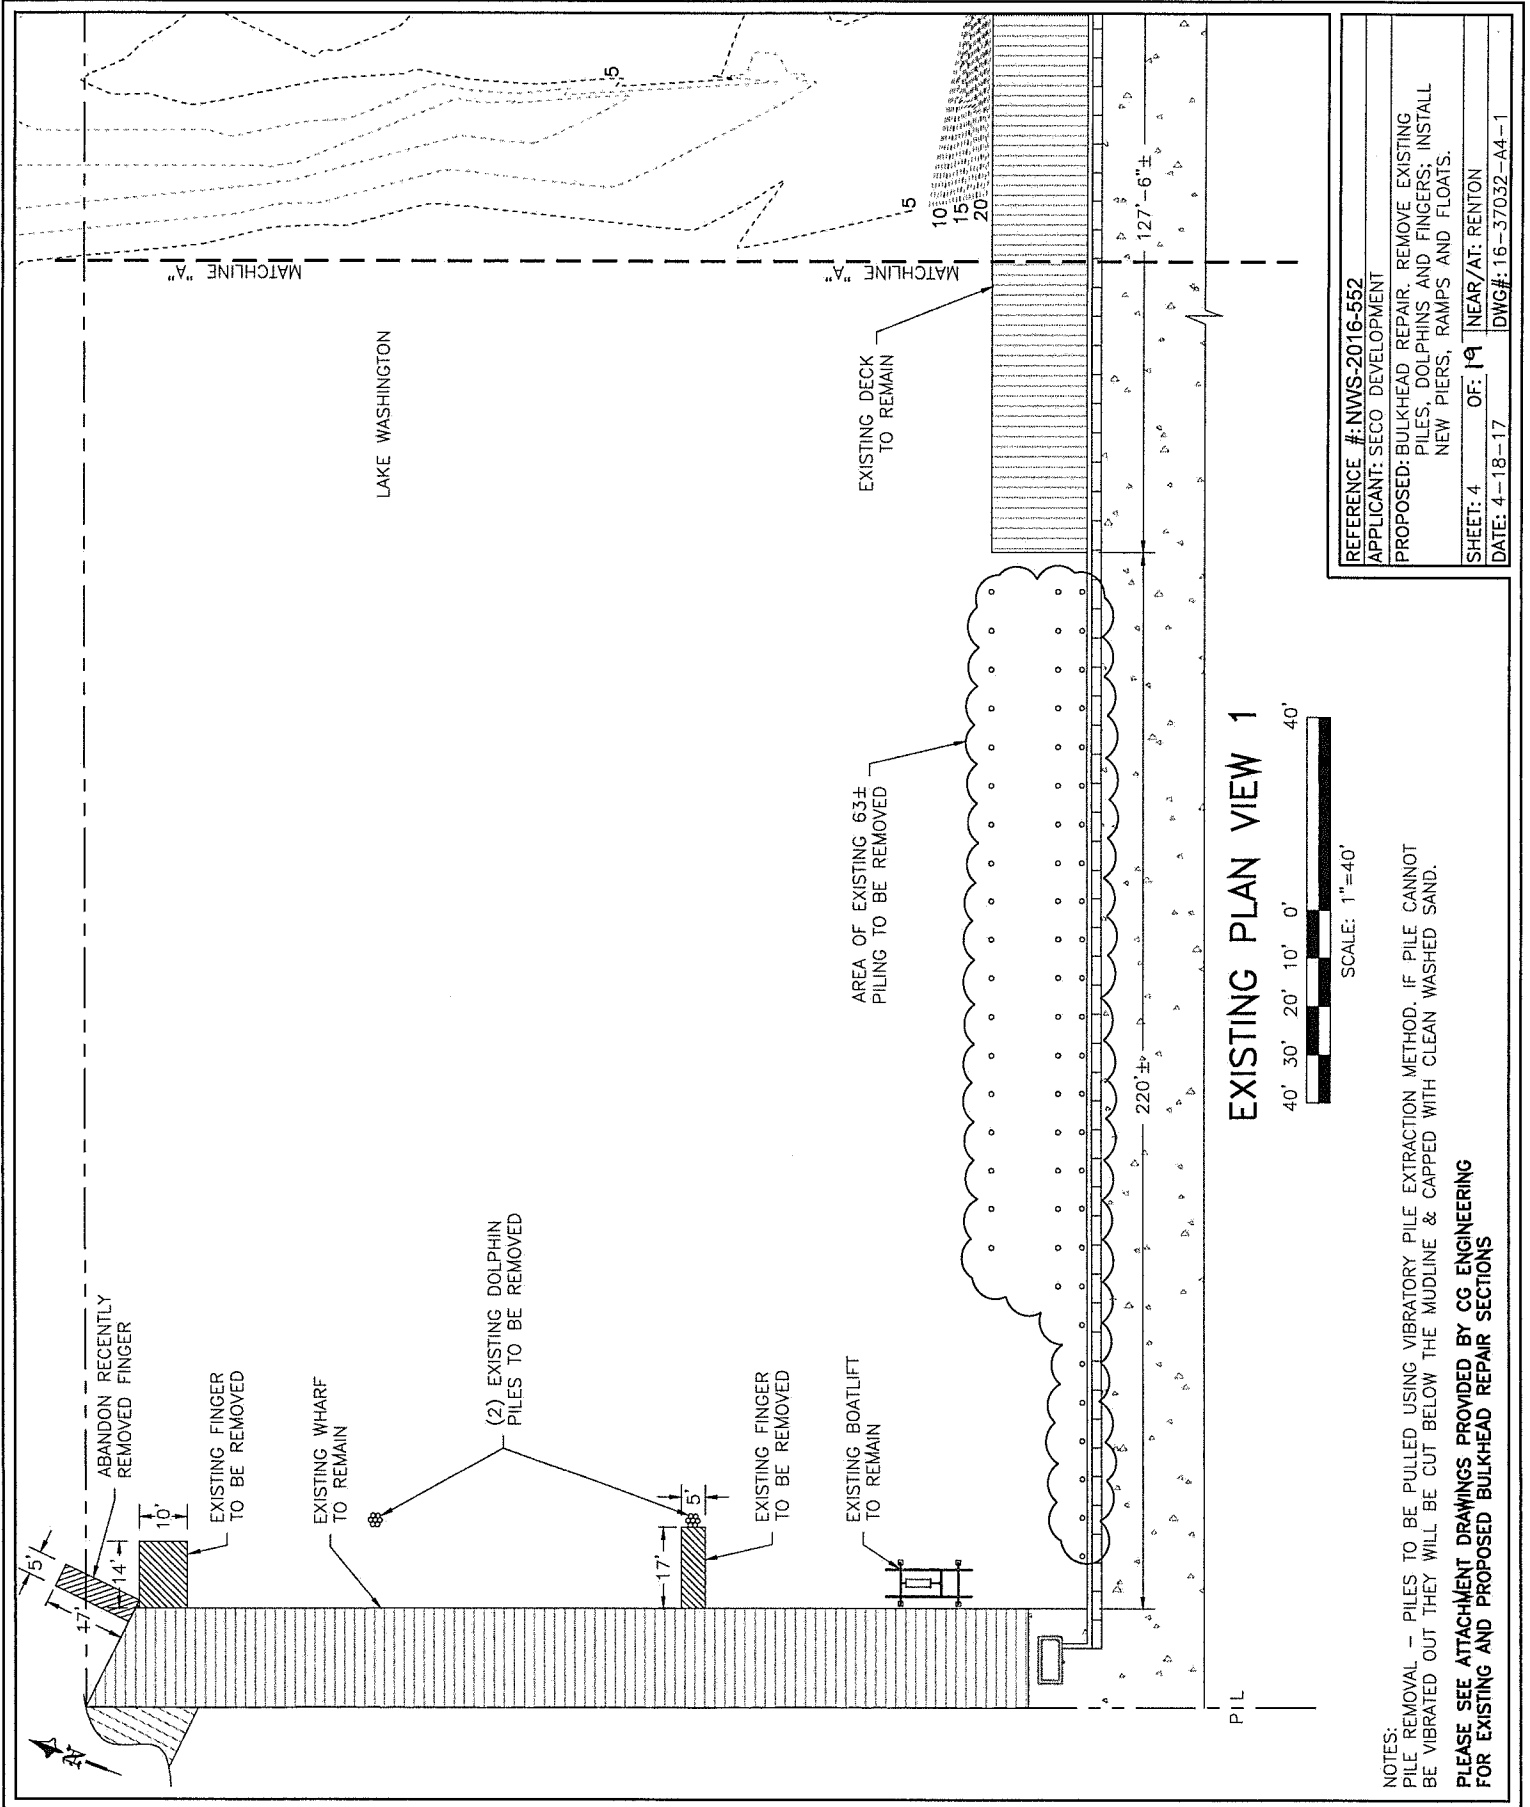 ABANDON RECENTLY
REMOVED FINGER
5'
17'
14'
10'
EXISTING FINGER
TO BE REMOVED
EXISTING WHARF
TO REMAIN
(2) EXISTING DOLPHIN
PILES TO BE REMOVED
17'
5'
EXISTING FINGER
TO BE REMOVED
EXISTING BOATLIFT
TO REMAIN
N
LAKE WASHINGTON
MATCHLINE "A"
MATCHLINE "A"
5
5
10
15
20
EXISTING DECK
TO REMAIN
AREA OF EXISTING 63±
PILING TO BE REMOVED
220'±
127'-6"±
P L
EXISTING PLAN VIEW 1
40' 30' 20' 10' 0' 40'
SCALE: 1"=40'
NOTES:
PILE REMOVAL – PILES TO BE PULLED USING VIBRATORY PILE EXTRACTION METHOD. IF PILE CANNOT
BE VIBRATED OUT THEY WILL BE CUT BELOW THE MUDLINE & CAPPED WITH CLEAN WASHED SAND.
PLEASE SEE ATTACHMENT DRAWINGS PROVIDED BY CG ENGINEERING
FOR EXISTING AND PROPOSED BULKHEAD REPAIR SECTIONS
REFERENCE #: NWS-2016-552
APPLICANT: SECO DEVELOPMENT
PROPOSED: BULKHEAD REPAIR. REMOVE EXISTING
PILES, DOLPHINS AND FINGERS; INSTALL
NEW PIERS, RAMPS AND FLOATS.
SHEET: 4 OF: 19 NEAR/AT: RENTON
DATE: 4-18-17 DWG#: 16-37032-A4-1